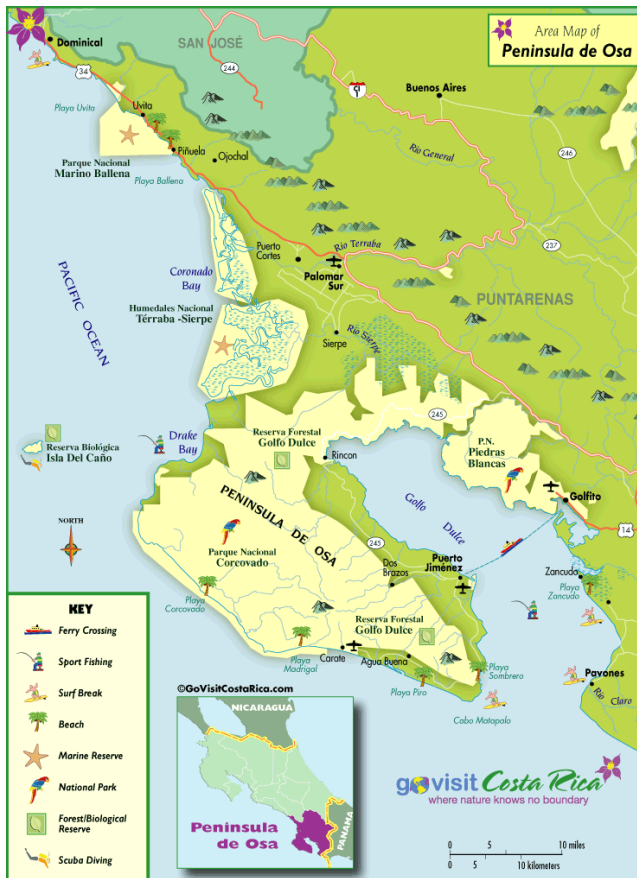 Area Map of
Peninsula de Osa
Dominical
SAN JOSÉ
34
244
CI
1
Buenos Aires
Playa Uvita
Uvita
Piñuela
Ojochal
Río General
246
Parque Nacional
Marino Ballena
Playa Ballena
237
Puerto
Cortes
Río Terraba
Palomar
Sur
Coronado
Bay
PACIFIC OCEAN
PUNTARENAS
Humedales Nacional
Térraba -Sierpe
Sierpe
Río Sierpe
245
Drake
Bay
Reserva Forestal
Golfo Dulce
Rincon
P.N.
Piedras
Blancas
Reserva Biológica
Isla Del Caño
Golfito
14
Golfo
Dulce
NORTH
PENINSULA DE OSA
Parque Nacional
Corcovado
245
Dos
Brazos
Puerto
Jiménez
Zancudo
Playa
Zancudo
Playa
Corcovado
Reserva Forestal
Golfo Dulce
Playa
Madrigal
Carate
Agua Buena
Playa
Sombrero
Playa Piro
Cabo Matapalo
Pavones
Río Claro
KEY
Ferry Crossing
Sport Fishing
Surf Break
Beach
Marine Reserve
National Park
Forest/Biological
Reserve
Scuba Diving
©GoVisitCostaRica.com
NICARAGUA
Peninsula
de Osa
PANAMA
govisit Costa Rica
where nature knows no boundary
0 5 10 miles
0 5 10 kilometers